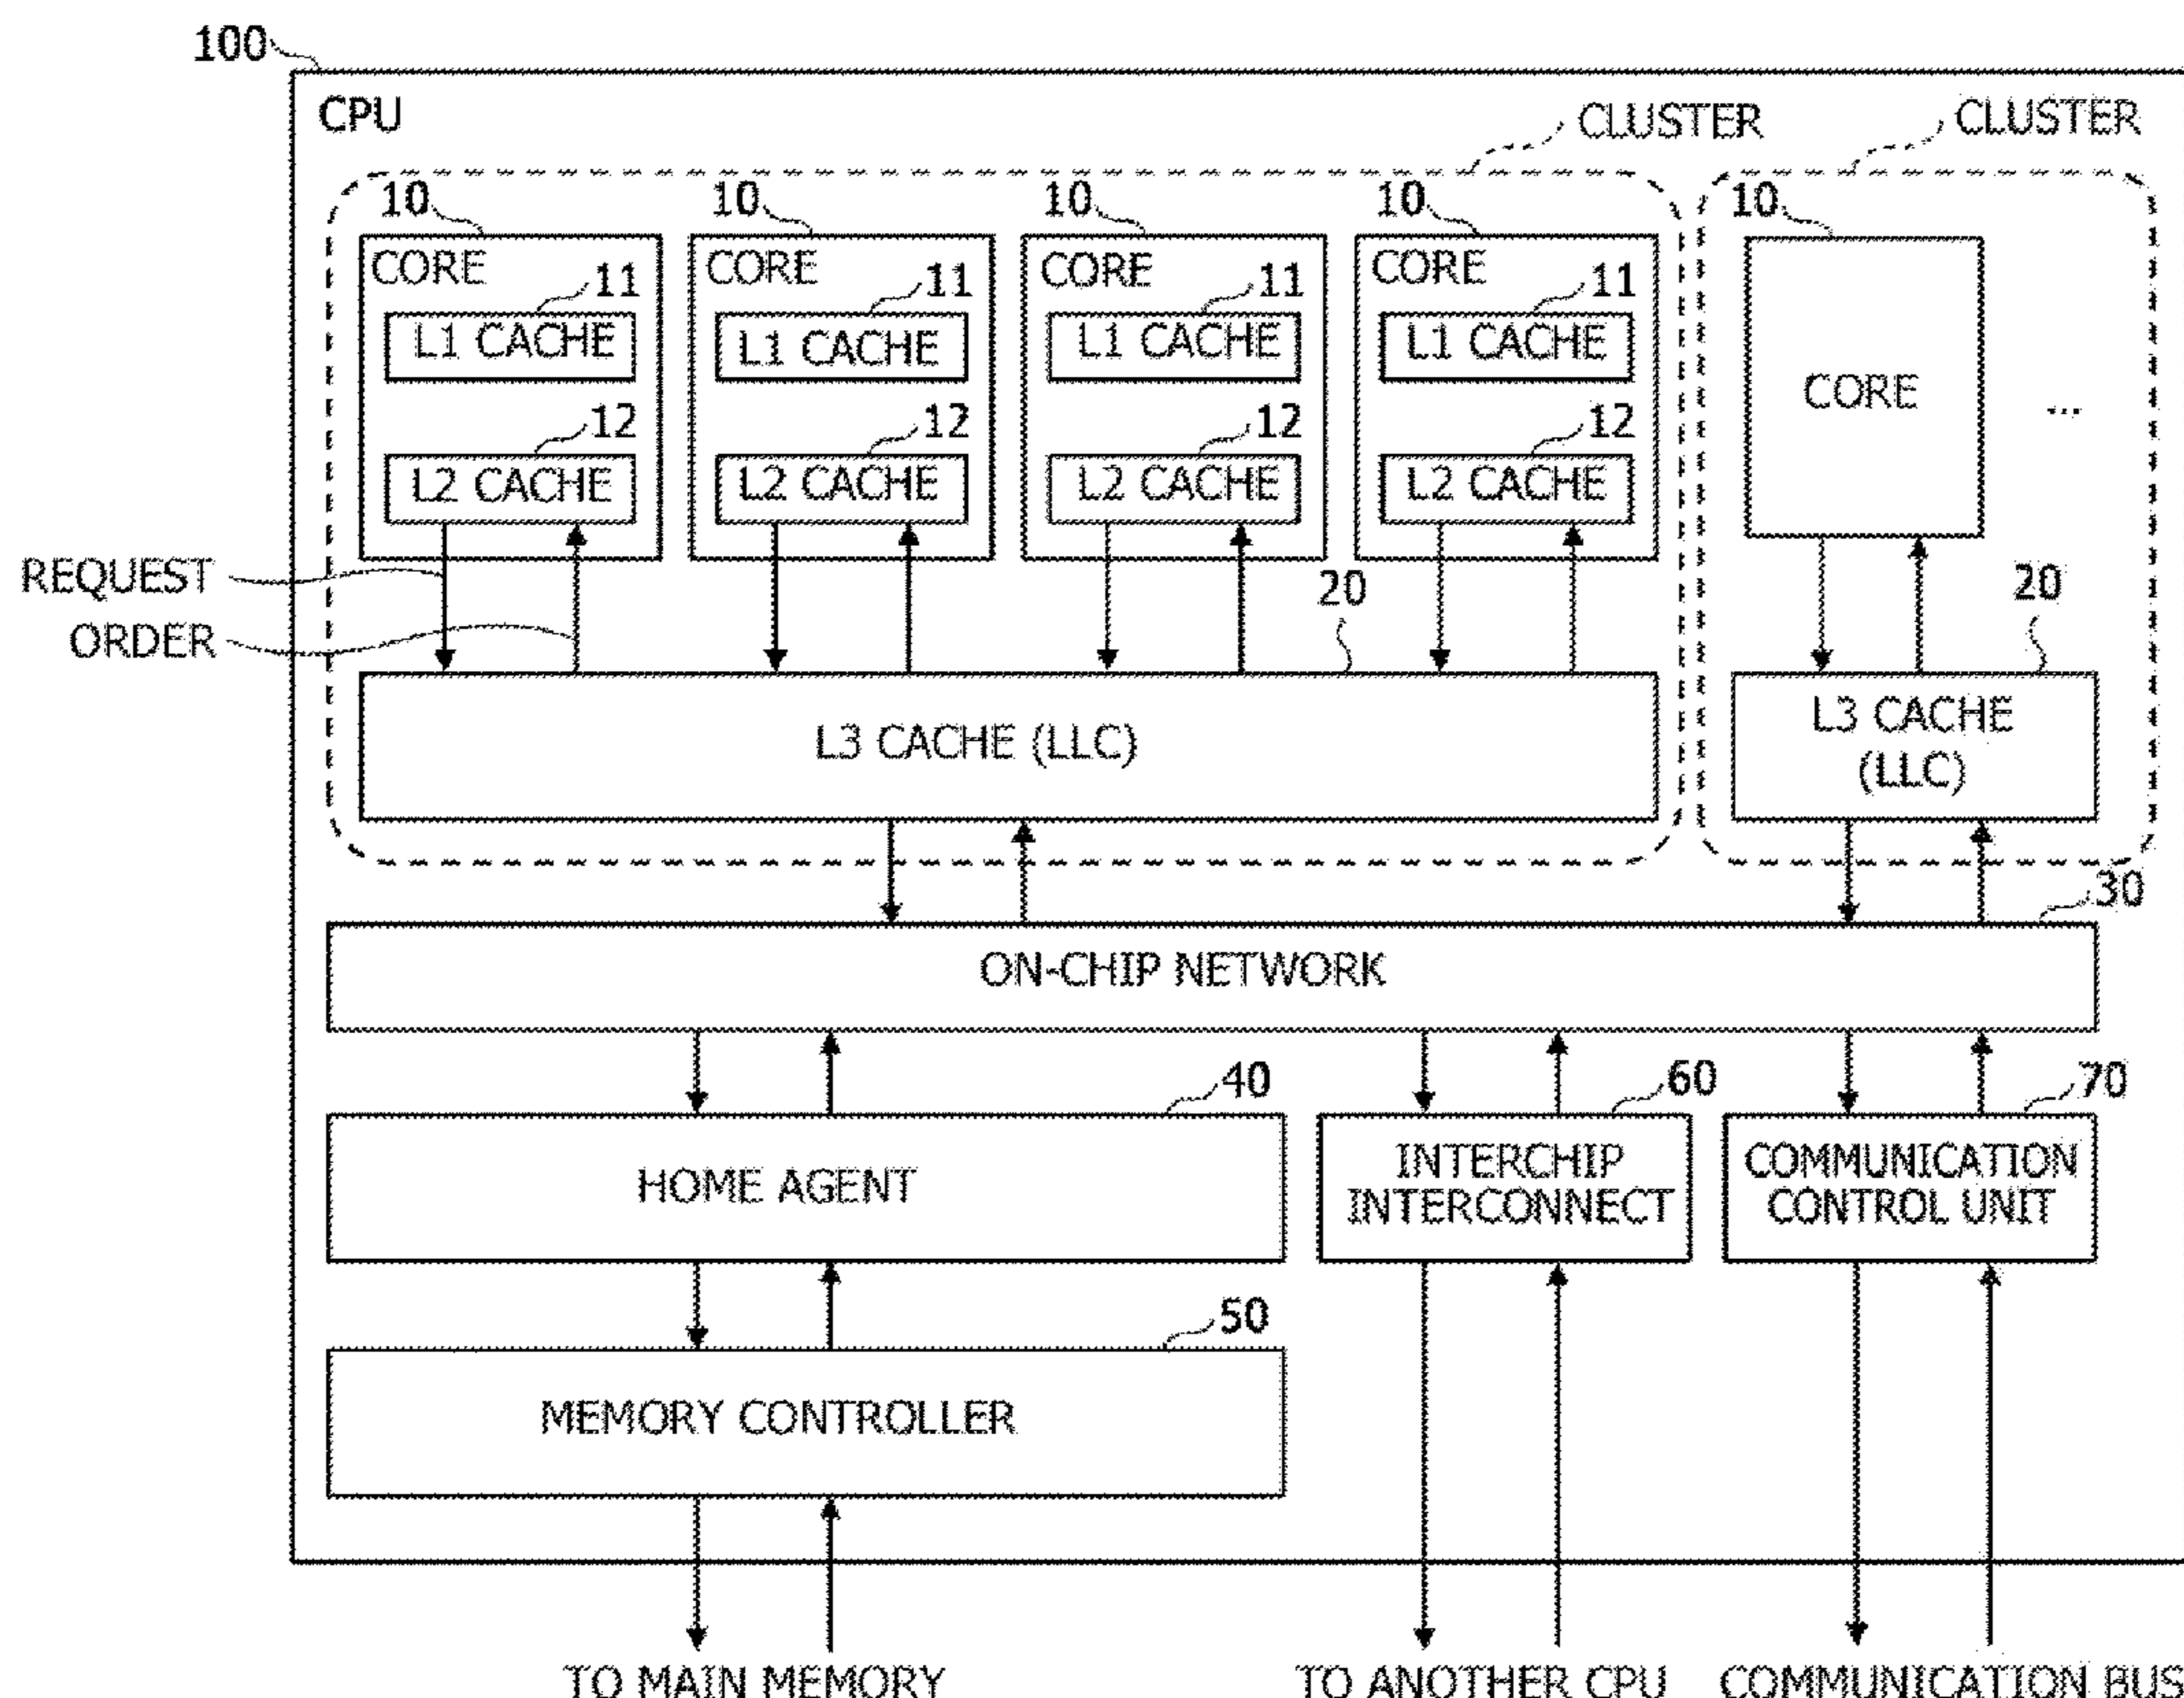 100
CPU
CLUSTER CLUSTER
10 10 10 10 10
CORE CORE CORE CORE
11 11 11 11
L1 CACHE L1 CACHE L1 CACHE L1 CACHE
CORE ...
12 12 12 12
L2 CACHE L2 CACHE L2 CACHE L2 CACHE
REQUEST
20 20
ORDER
L3 CACHE (LLC)
L3 CACHE
(LLC)
30
ON-CHIP NETWORK
40 60 70
HOME AGENT
INTERCHIP
INTERCONNECT
COMMUNICATION
CONTROL UNIT
50
MEMORY CONTROLLER
TO MAIN MEMORY
TO ANOTHER CPU
COMMUNICATION BUS